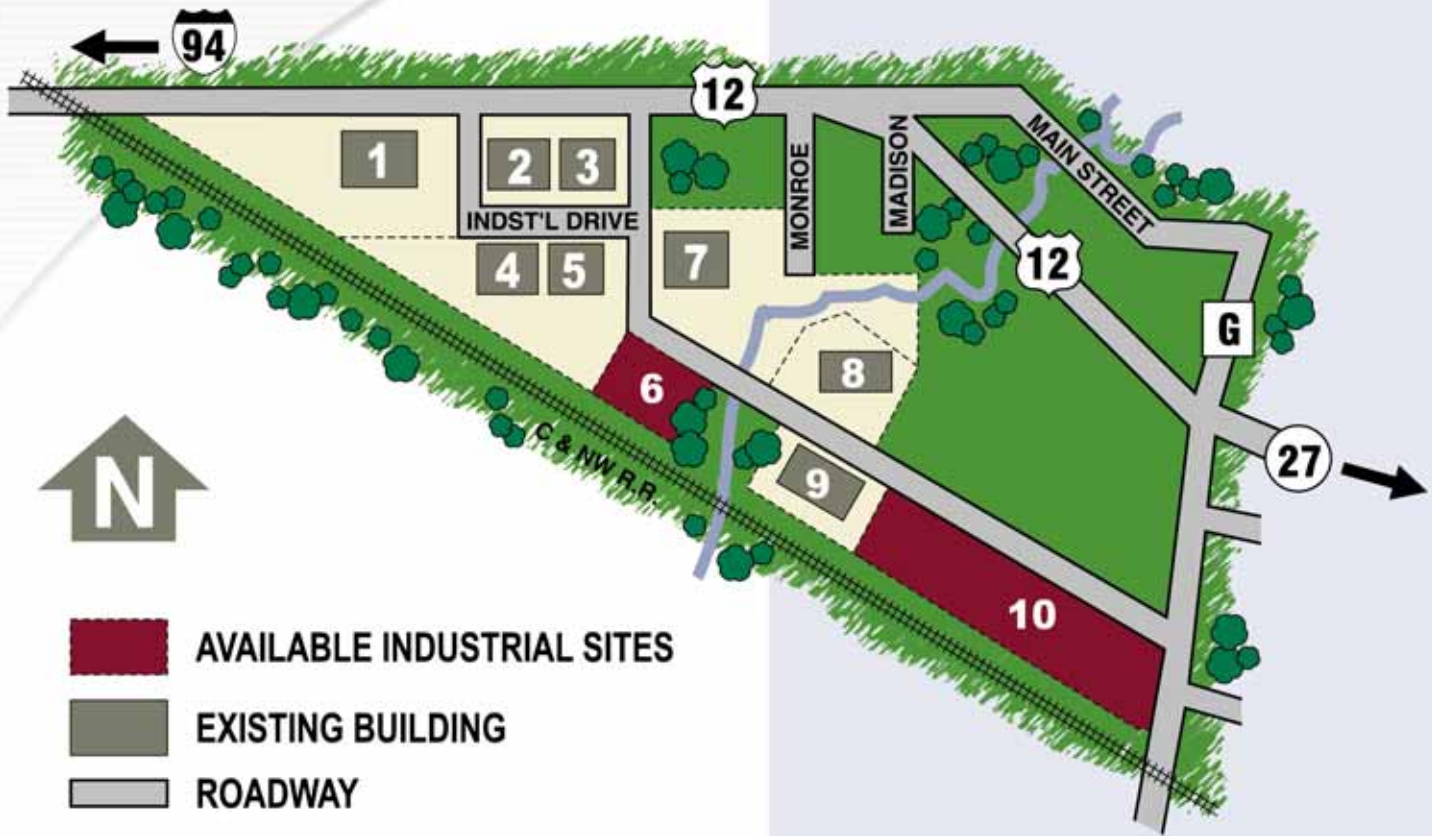 94
12
1
2
3
INDST'L DRIVE
MONROE
MADISON
MAIN STREET
4
5
7
12
G
6
8
C & NW R.R.
9
27
N
10
AVAILABLE INDUSTRIAL SITES
EXISTING BUILDING
ROADWAY